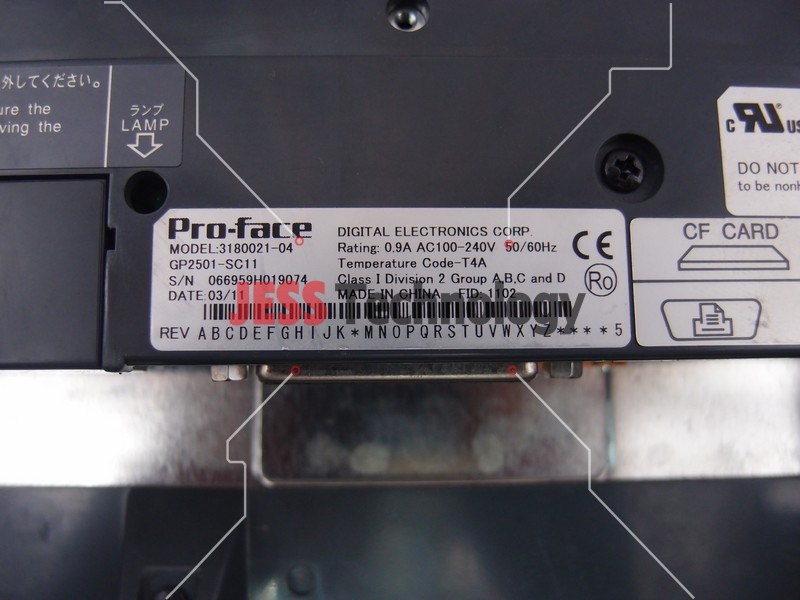 外してください。
ure the
ving the
ランプ
LAMP
C UR US
DO NOT
to be nonh
Pro-face
MODEL:3180021-04
GP2501-SC11
S/N 066959H019074
DATE 03/11
DIGITAL ELECTRONICS CORP.
Rating: 0.9A AC100-240V 50/60Hz
Temperature Code-T4A
Class I Division 2 Group A,B,C and D
MADE IN CHINA FID-1102
CE
Ro
JESS Technology
REV A B C D E F G H I J K * M N O P Q R S T U V W X Y Z * * * * 5
CF CARD